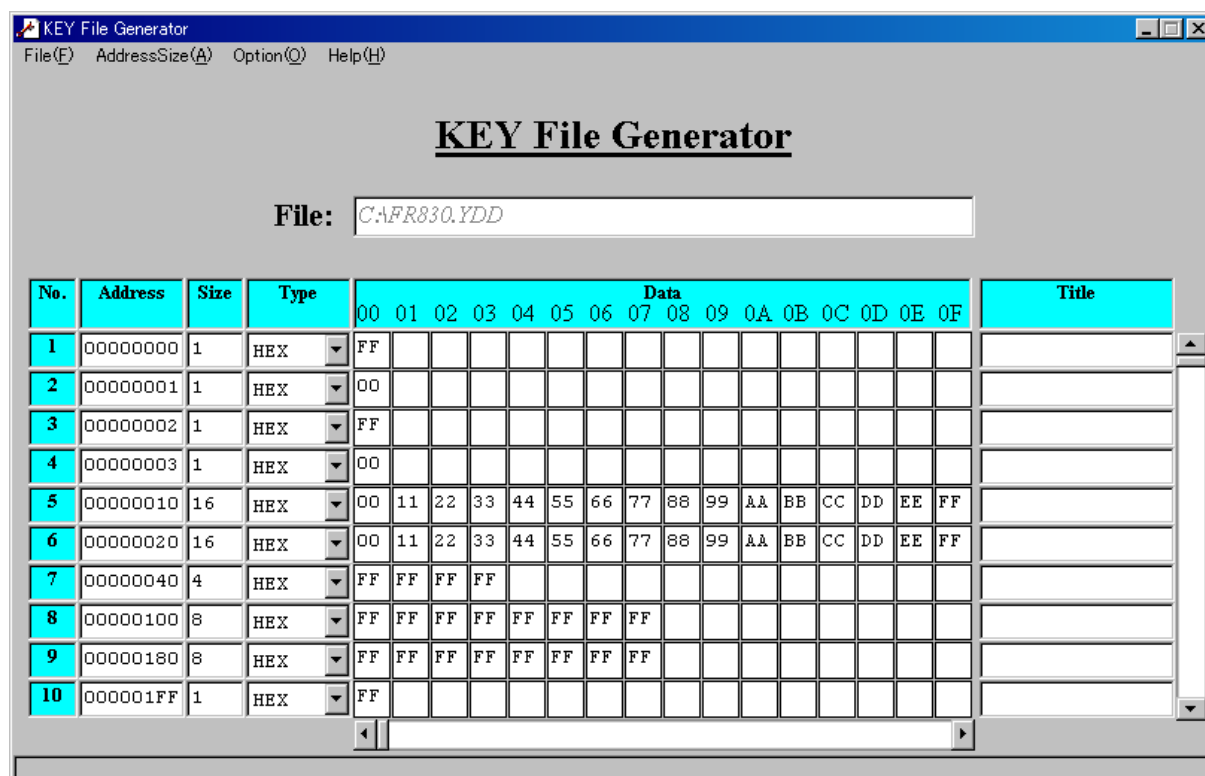 KEY File Generator
File(F) AddressSize(A) Option(O) Help(H)
KEY File Generator
File: C:\FR830.YDD
No. Address Size Type Data Title
00 01 02 03 04 05 06 07 08 09 0A 0B 0C 0D 0E 0F
1 00000000 1 HEX FF
2 00000001 1 HEX 00
3 00000002 1 HEX FF
4 00000003 1 HEX 00
5 00000010 16 HEX 00 11 22 33 44 55 66 77 88 99 AA BB CC DD EE FF
6 00000020 16 HEX 00 11 22 33 44 55 66 77 88 99 AA BB CC DD EE FF
7 00000040 4 HEX FF FF FF FF
8 00000100 8 HEX FF FF FF FF FF FF FF FF
9 00000180 8 HEX FF FF FF FF FF FF FF FF
10 000001FF 1 HEX FF